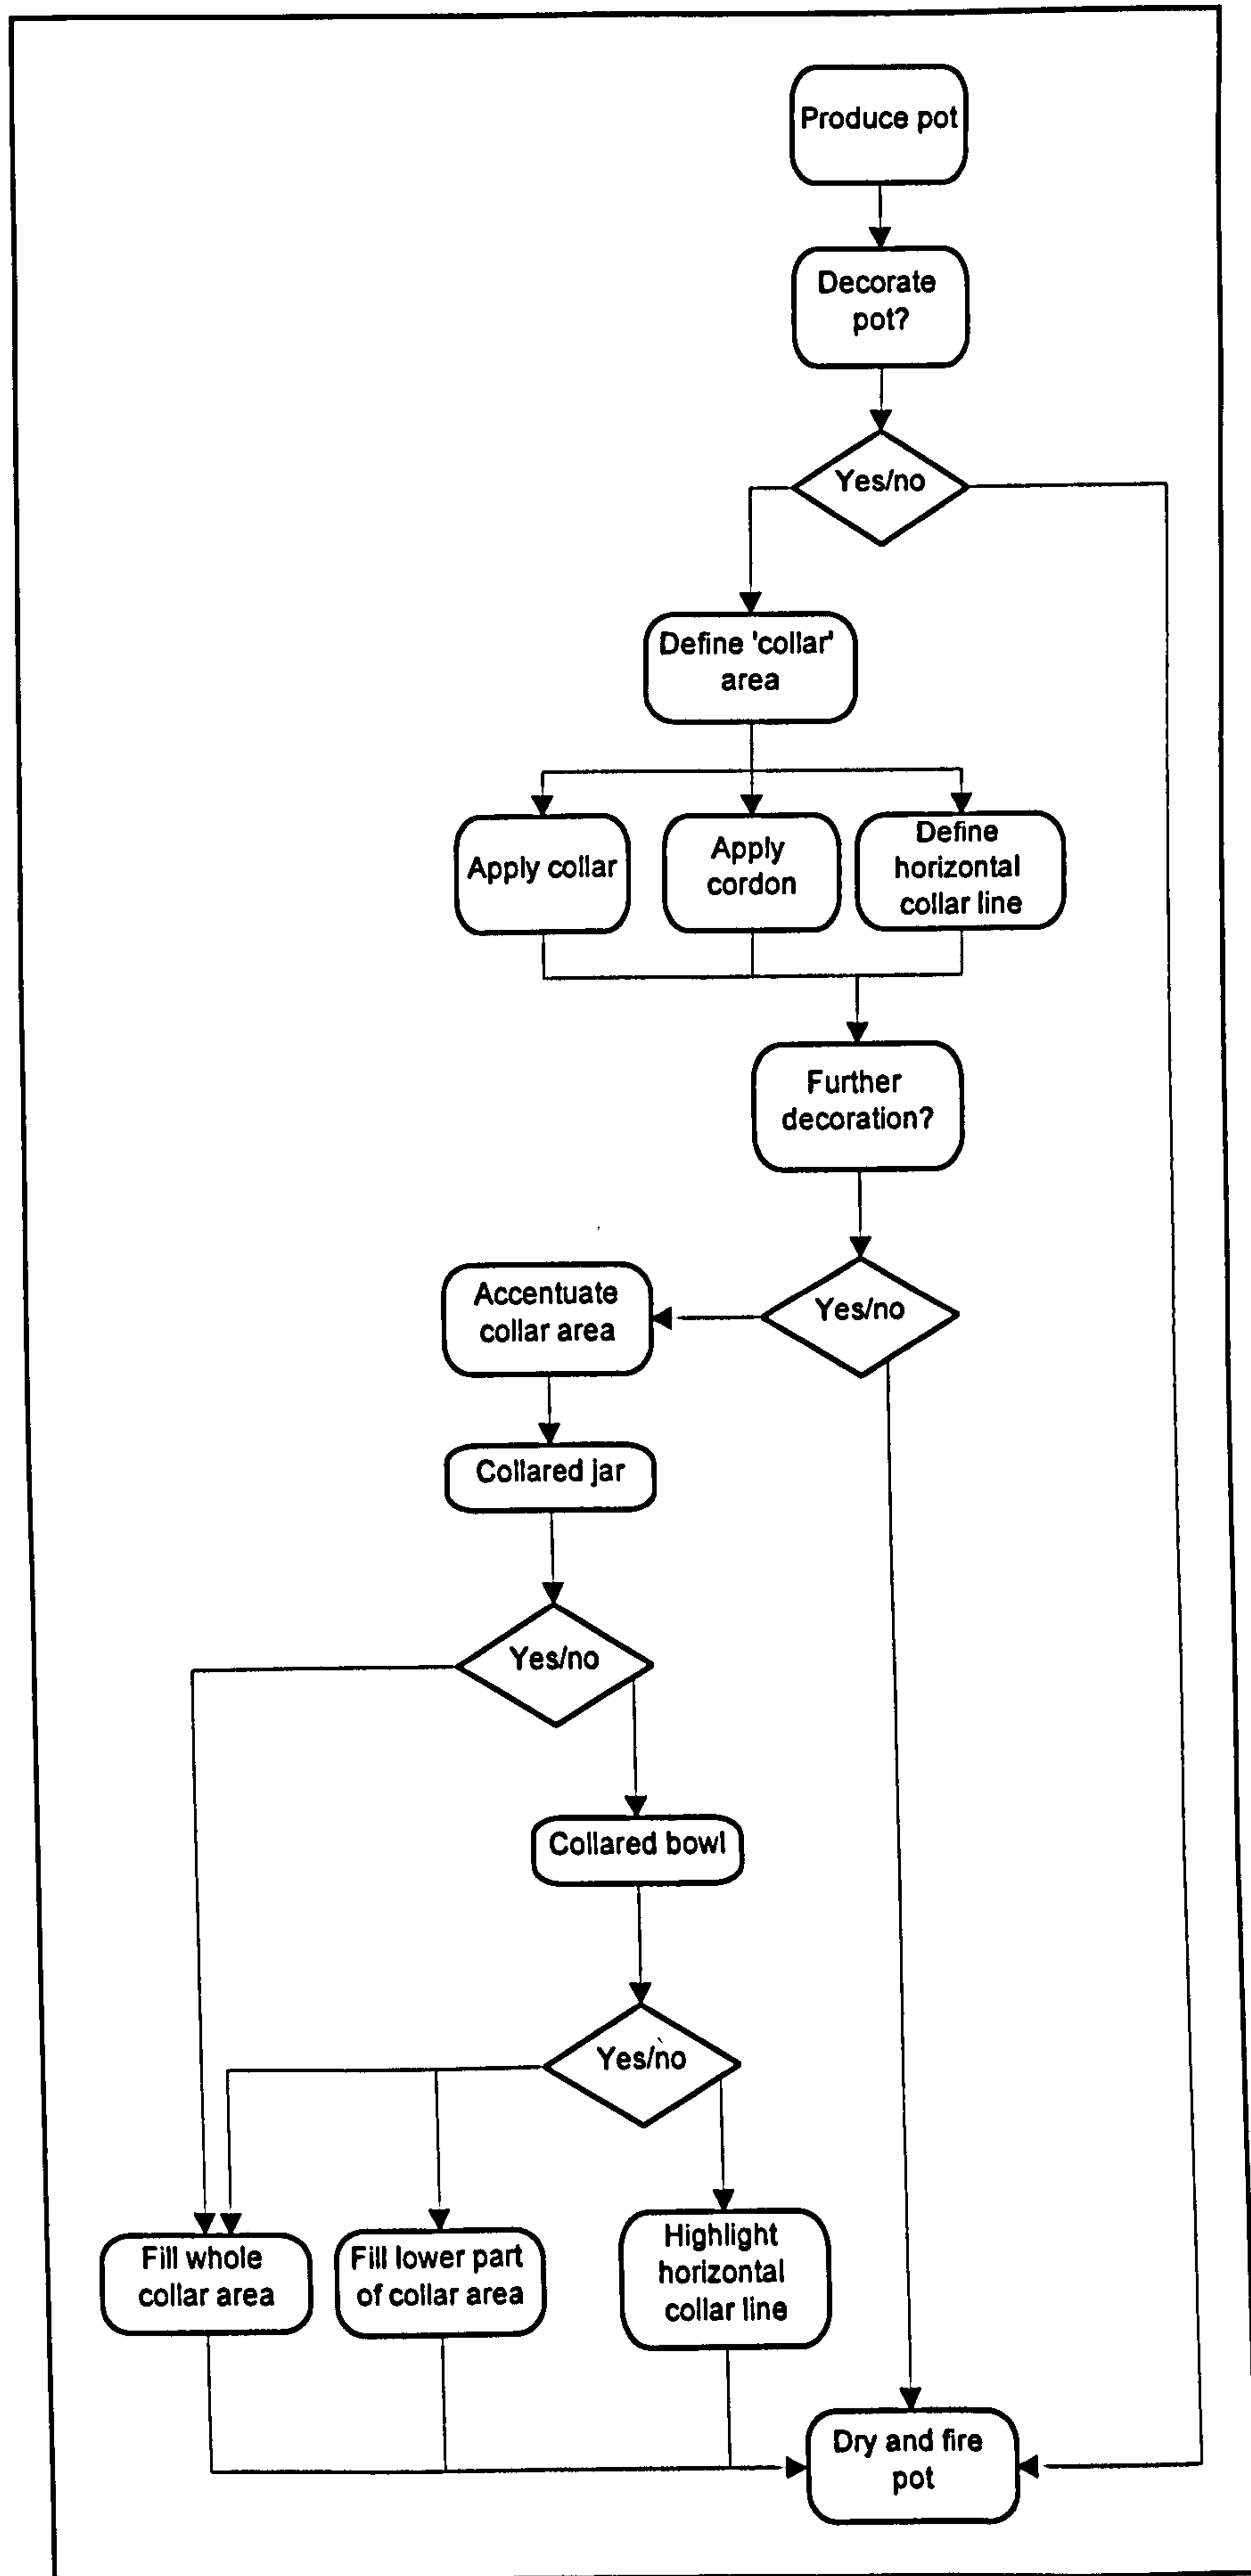 Produce pot
Decorate
pot?
Yes/no
Define 'collar'
area
Apply collar
Apply
cordon
Define
horizontal
collar line
Further
decoration?
Yes/no
Accentuate
collar area
Collared jar
Yes/no
Collared bowl
Yes/no
Fill whole
collar area
Fill lower part
of collar area
Highlight
horizontal
collar line
Dry and fire
pot